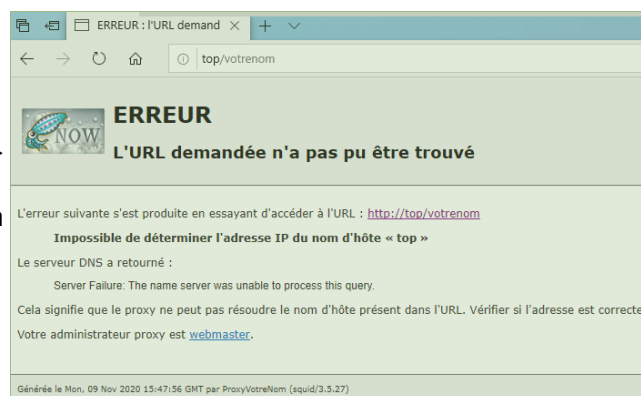 ERREUR : l'URL demand
top/votrenom
NOW
ERREUR
L'URL demandée n'a pas pu être trouvé
L'erreur suivante s'est produite en essayant d'accéder à l'URL : http://top/votrenom
Impossible de déterminer l'adresse IP du nom d'hôte « top »
Le serveur DNS a retourné :
Server Failure: The name server was unable to process this query.
Cela signifie que le proxy ne peut pas résoudre le nom d'hôte présent dans l'URL. Vérifier si l'adresse est correcte
Votre administrateur proxy est webmaster.
Générée le Mon, 09 Nov 2020 15:47:56 GMT par ProxyVotreNom (squid/3.5.27)